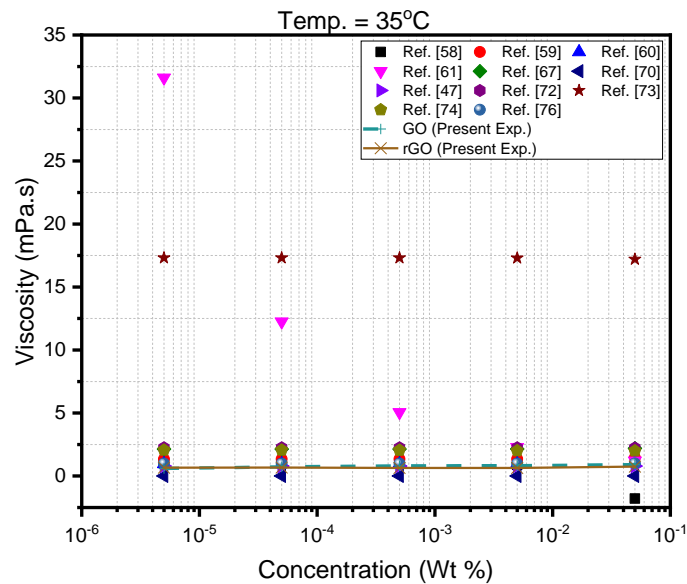 Temp. = 35°C
Ref. [58] Ref. [59] Ref. [60]
Ref. [61] Ref. [67] Ref. [70]
Ref. [47] Ref. [72] Ref. [73]
Ref. [74] Ref. [76]
GO (Present Exp.)
rGO (Present Exp.)
35
30
25
20
15
10
5
0
Viscosity (mPa.s)
10⁻⁶ 10⁻⁵ 10⁻⁴ 10⁻³ 10⁻² 10⁻¹
Concentration (Wt %)